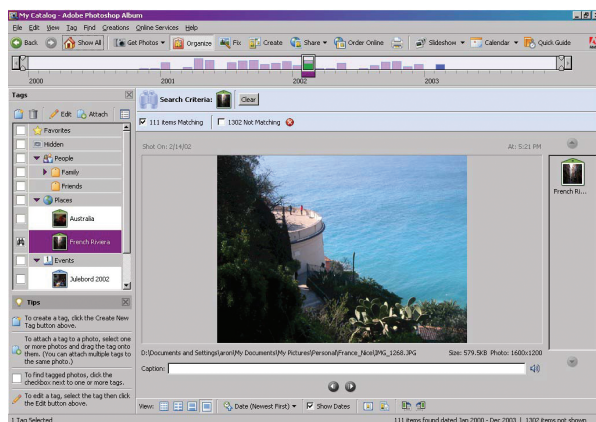 My Catalog - Adobe Photoshop Album
File Edit View Tag Find Creations Online Services Help
Back Show All Get Photos Organize Fix Create Share Order Online Slideshow Calendar Quick Guide
2000 2001 2002 2003
Tags
Edit Attach
Favorites
Hidden
People
Family
Friends
Places
Australia
French Riviera
Events
Julebord 2002
Tips
To create a tag, click the Create New
Tag button above.
To attach a tag to a photo, select one
or more photos and drag the tag onto
them. (You can attach multiple tags to
the same photo.)
To find tagged photos, click the
checkbox next to one or more tags.
To edit a tag, select the tag then click
the Edit button above.
Search Criteria: Clear
111 items Matching 1302 Not Matching
Shot On: 2/14/02 At: 5:21 PM
French Ri...
D:\Documents and Settings\aron\My Documents\My Pictures\Personal\France_Nice\IMG_1268.JPG Size: 579.5KB Photo: 1600x1200
Caption:
View: Date (Newest First) Show Dates
1 Tag Selected 111 items found dated Jan 2000 - Dec 2003 | 1302 items not shown